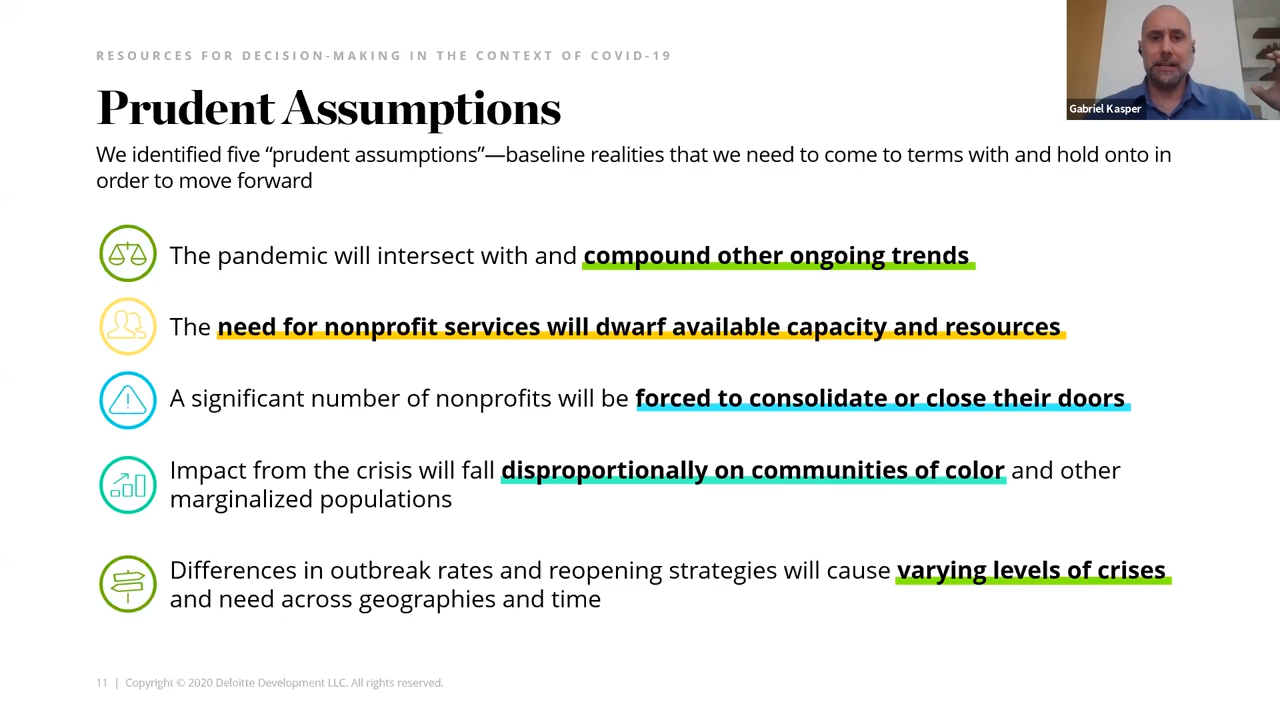 RESOURCES FOR DECISION-MAKING IN THE CONTEXT OF COVID-19
Prudent Assumptions
We identified five “prudent assumptions”—baseline realities that we need to come to terms with and hold onto in
order to move forward
The pandemic will intersect with and compound other ongoing trends
The need for nonprofit services will dwarf available capacity and resources
A significant number of nonprofits will be forced to consolidate or close their doors
Impact from the crisis will fall disproportionally on communities of color and other
marginalized populations
Differences in outbreak rates and reopening strategies will cause varying levels of crises
and need across geographies and time
11 | Copyright © 2020 Deloitte Development LLC. All rights reserved.
Gabriel Kasper